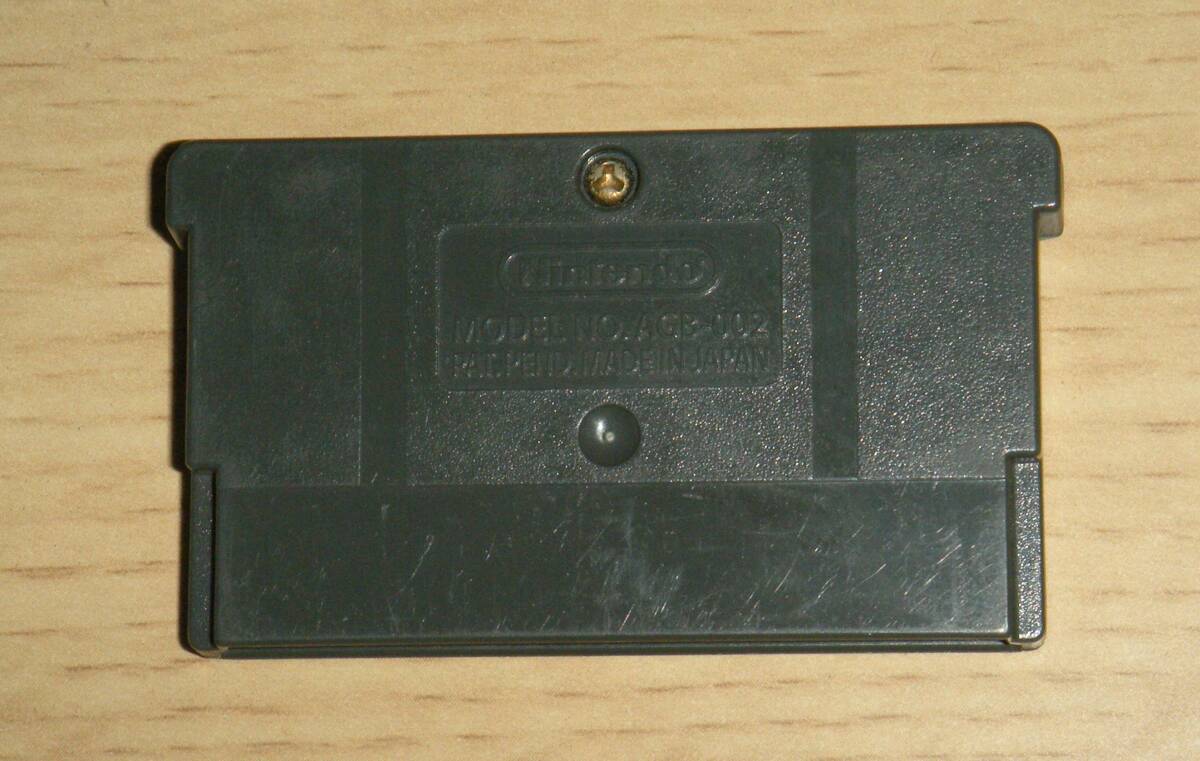 Nintendo
MODEL NO. AGB-002
PAT. PEND. MADE IN JAPAN